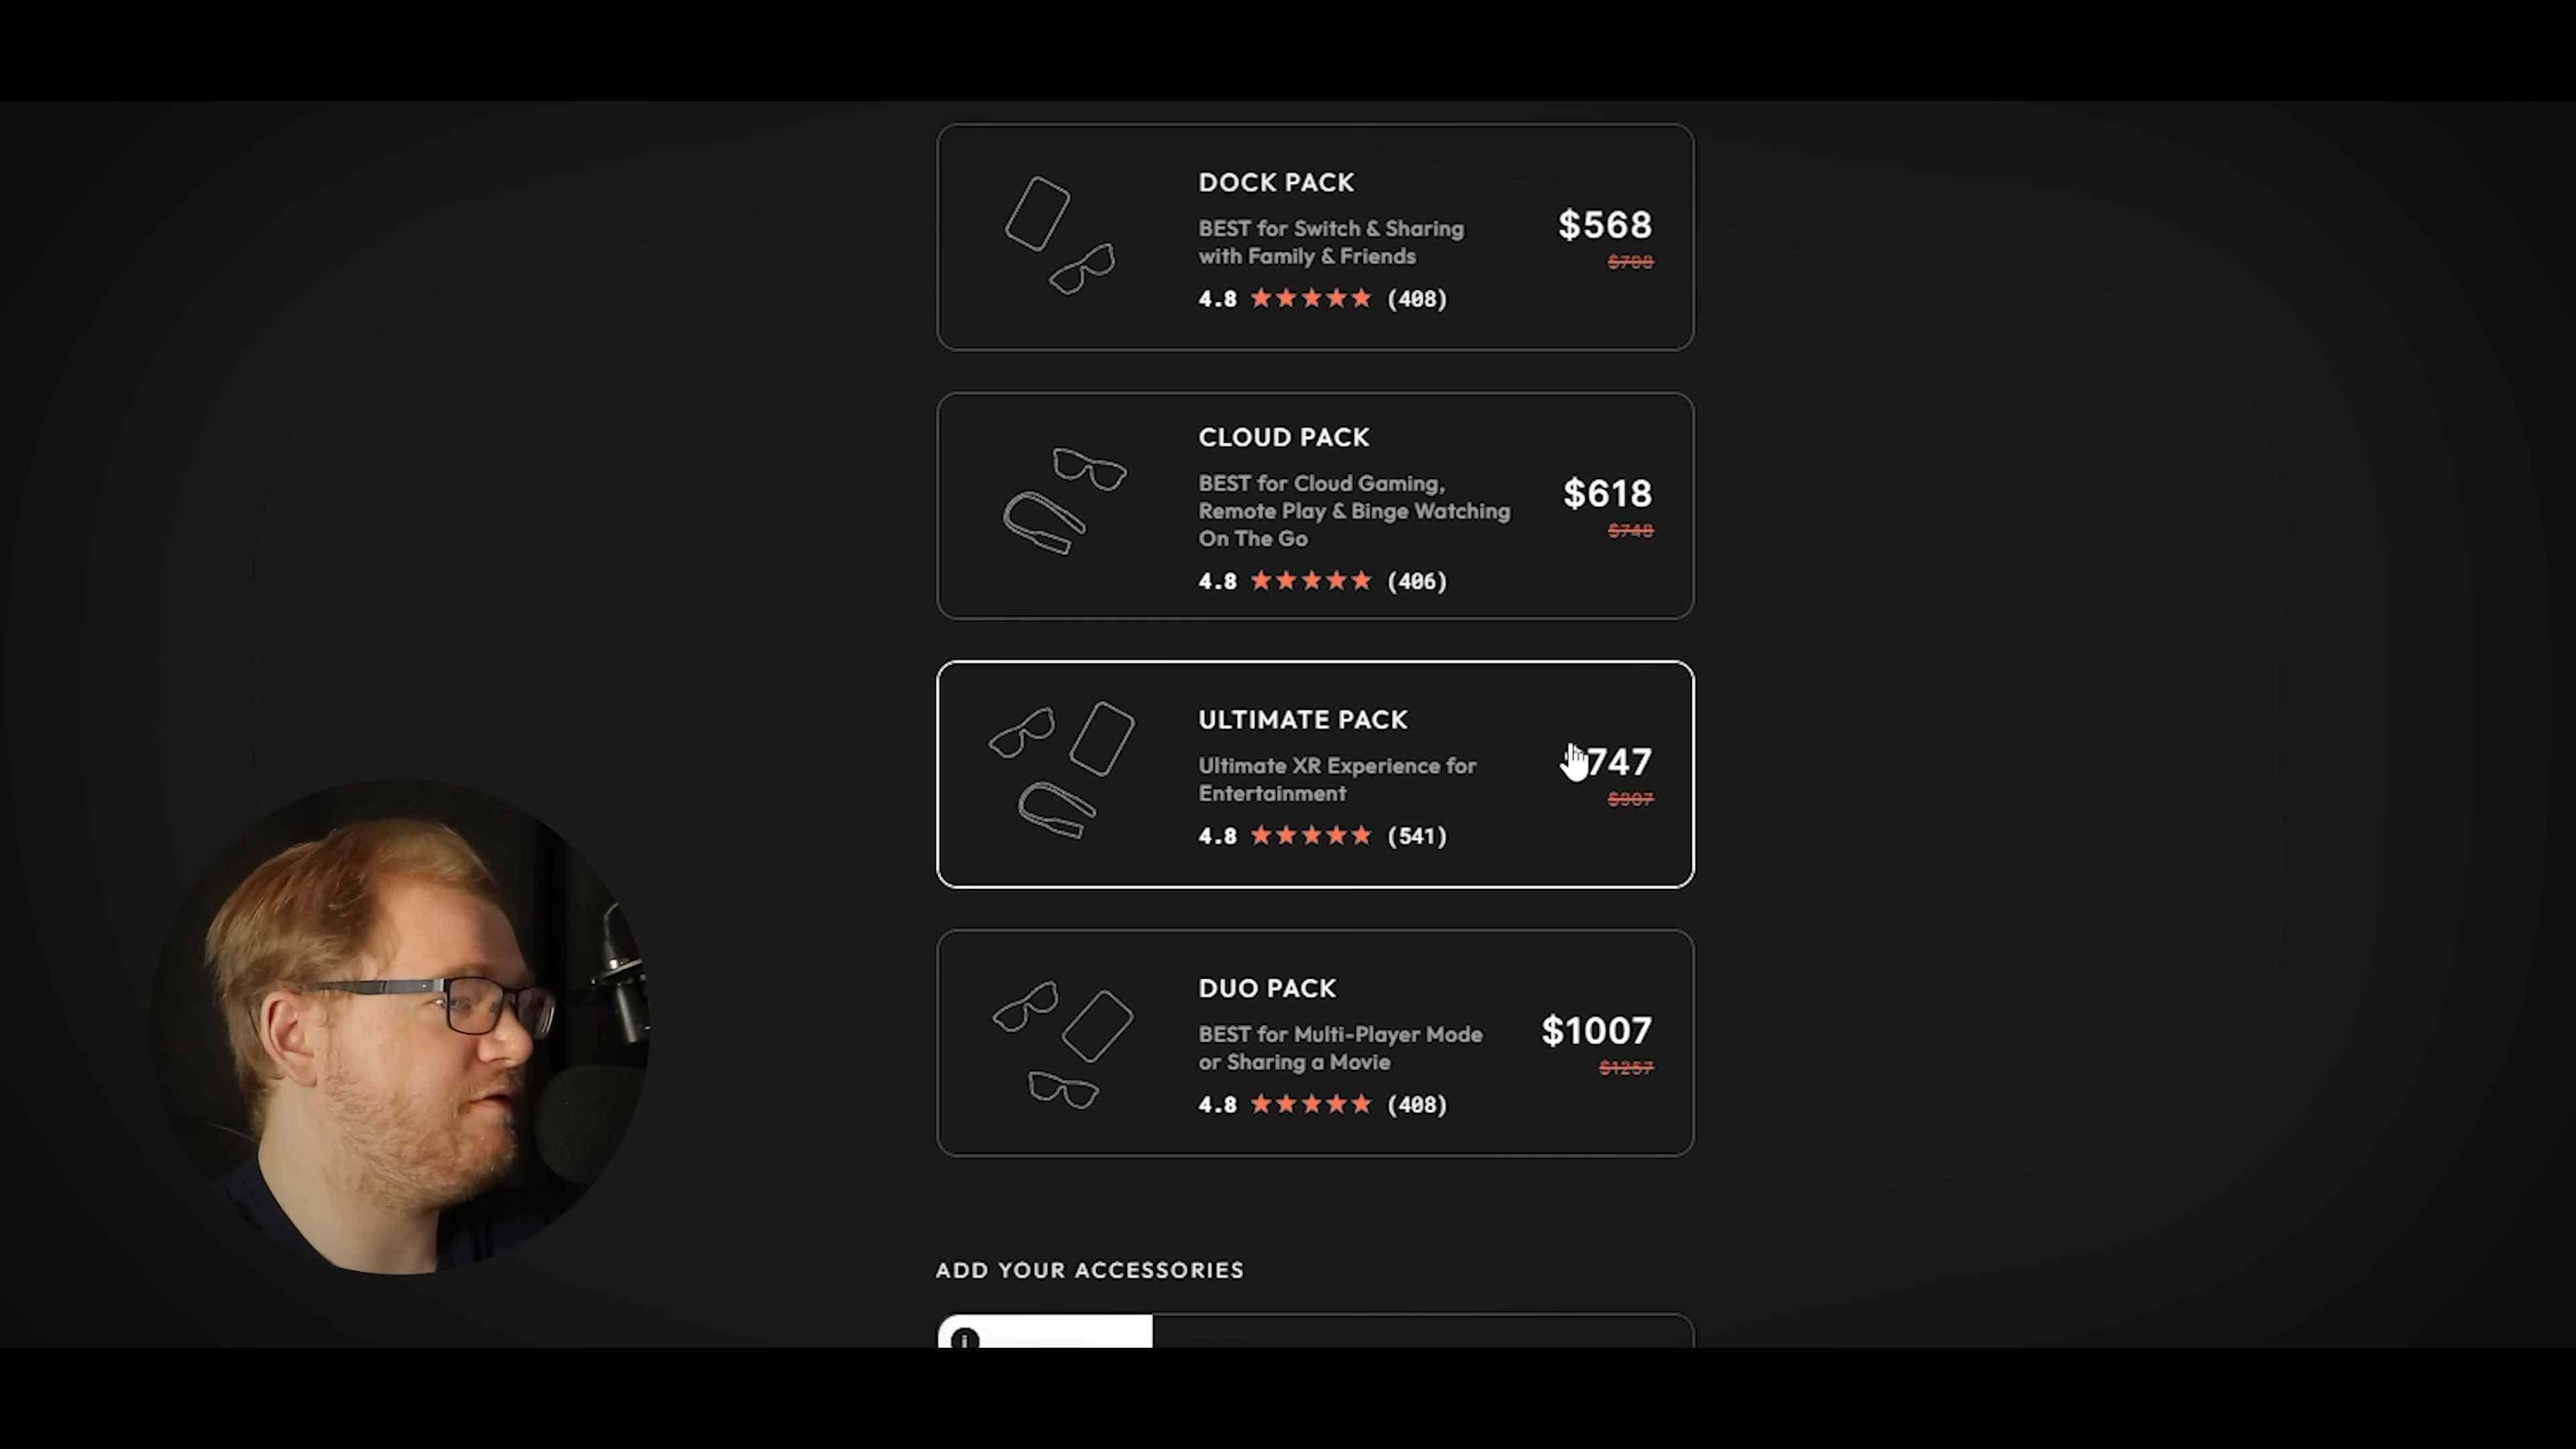 DOCK PACK
BEST for Switch & Sharing
with Family & Friends
$568
$708
4.8 ★★★★★ (408)
CLOUD PACK
BEST for Cloud Gaming,
Remote Play & Binge Watching
On The Go
$618
$748
4.8 ★★★★★ (406)
ULTIMATE PACK
Ultimate XR Experience for
Entertainment
747
4.8 ★★★★★ (541)
DUO PACK
BEST for Multi-Player Mode
or Sharing a Movie
$1007
$1257
4.8 ★★★★★ (408)
ADD YOUR ACCESSORIES